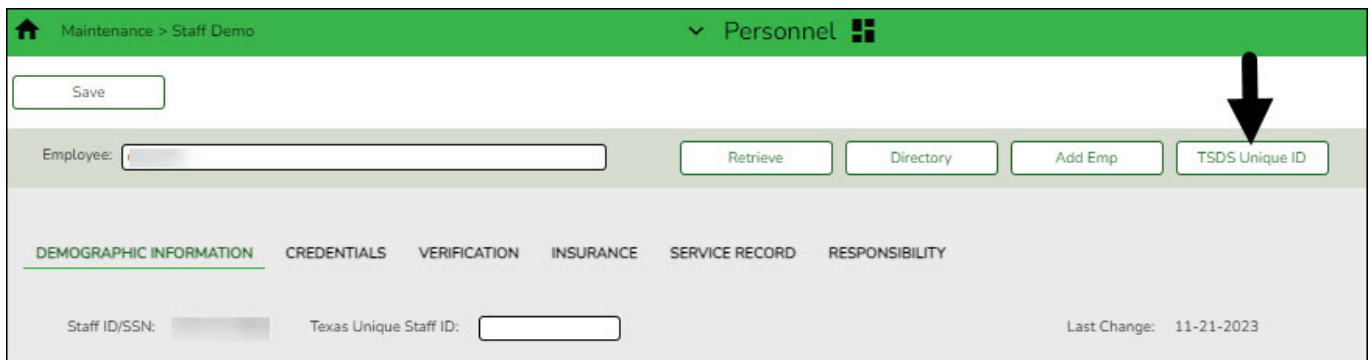 Maintenance > Staff Demo
Personnel
Save
Employee:
Retrieve Directory Add Emp TSDS Unique ID
DEMOGRAPHIC INFORMATION CREDENTIALS VERIFICATION INSURANCE SERVICE RECORD RESPONSIBILITY
Staff ID/SSN: Texas Unique Staff ID: Last Change: 11-21-2023